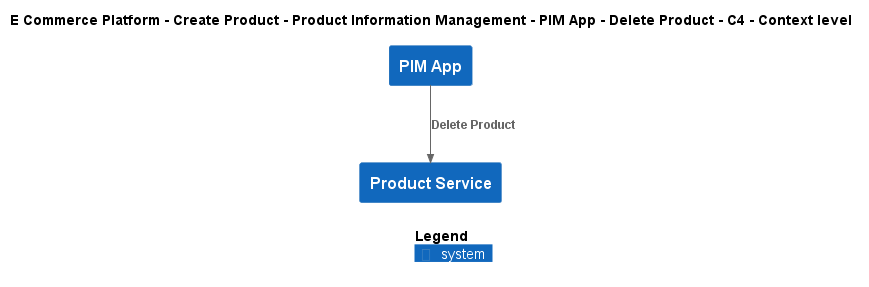 E Commerce Platform - Create Product - Product Information Management - PIM App - Delete Product - C4 - Context level
PIM App
Delete Product
Product Service
Legend
system